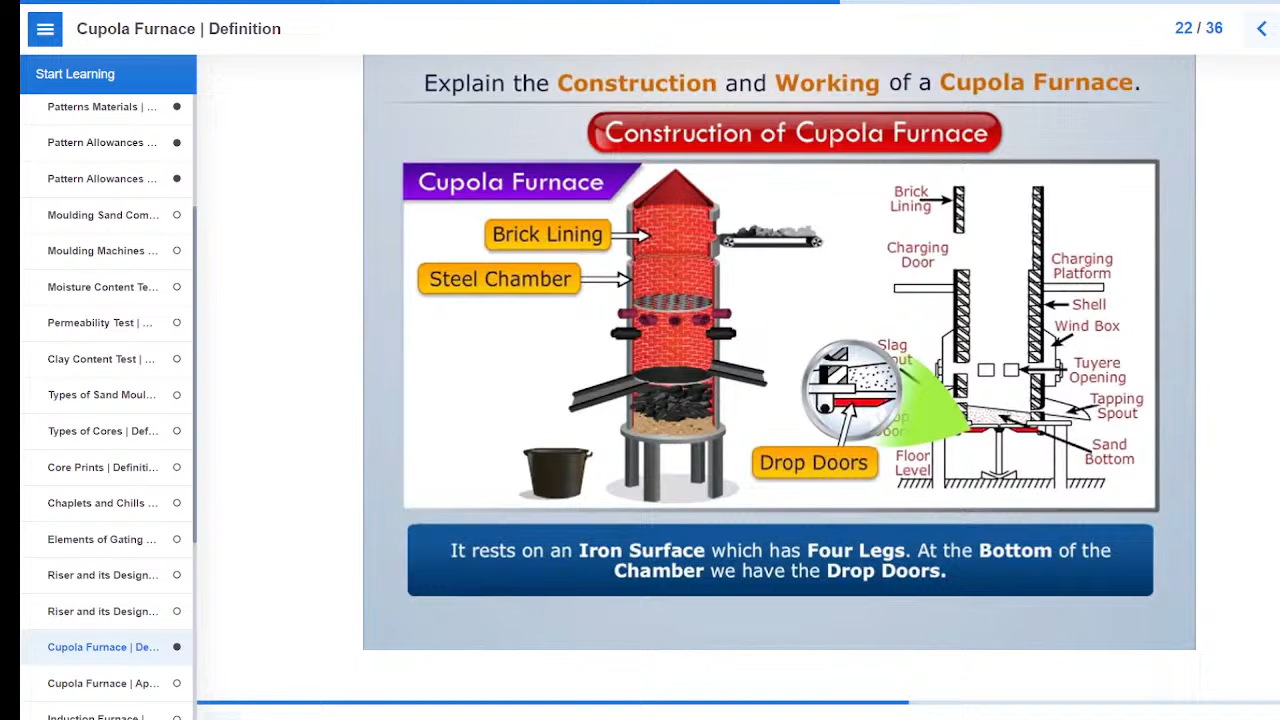 Cupola Furnace | Definition
22 / 36
Start Learning
Patterns Materials | ...
Pattern Allowances ...
Pattern Allowances ...
Moulding Sand Com...
Moulding Machines ...
Moisture Content Te...
Permeability Test | ...
Clay Content Test | ...
Types of Sand Moul...
Types of Cores | Def...
Core Prints | Definiti...
Chaplets and Chills ...
Elements of Gating ...
Riser and its Design...
Riser and its Design...
Cupola Furnace | De...
Cupola Furnace | Ap...
Induction Furnace |
Explain the Construction and Working of a Cupola Furnace.
Construction of Cupola Furnace
Cupola Furnace
Brick Lining
Steel Chamber
Drop Doors
Brick
Lining
Charging
Door
Charging
Platform
Shell
Wind Box
Slag
Tuyere
Opening
Tapping
Spout
Sand
Bottom
Floor
Level
It rests on an Iron Surface which has Four Legs. At the Bottom of the
Chamber we have the Drop Doors.